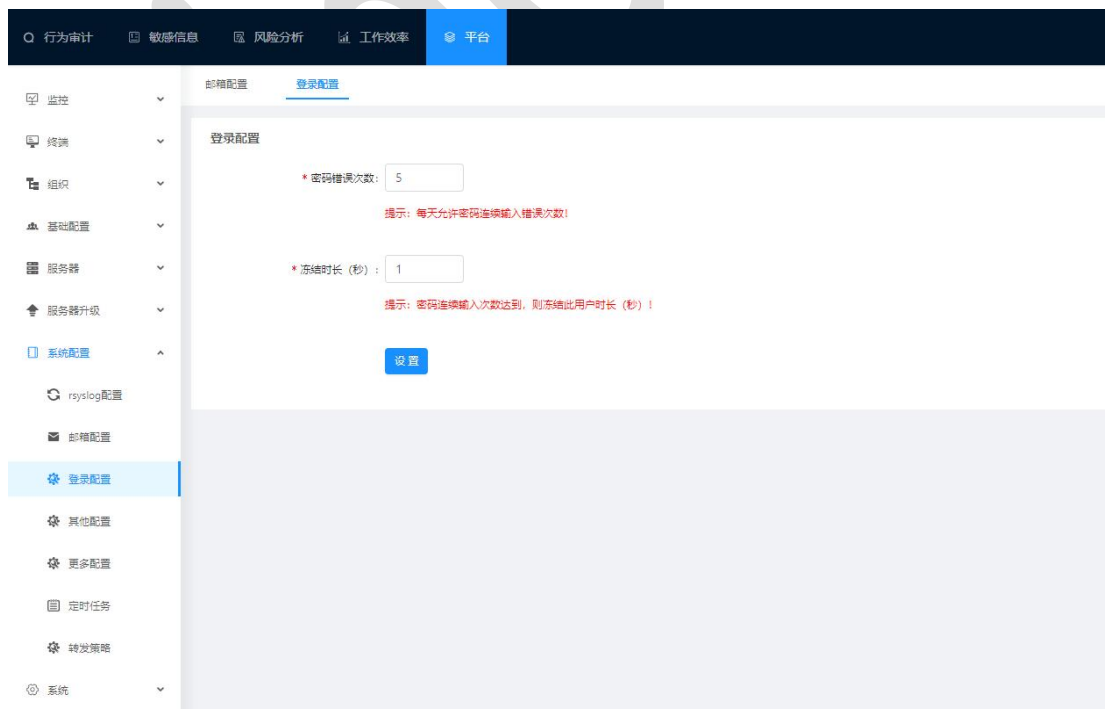 行为审计 敏感信息 风险分析 工作效率 平台
邮箱配置 登录配置
监控
终端
组织
基础配置
服务器
服务器升级
系统配置
rsyslog配置
邮箱配置
登录配置
其他配置
更多配置
定时任务
转发策略
系统
登录配置
* 密码错误次数: 5
提示：每天允许密码连续输入错误次数!
* 冻结时长（秒）: 1
提示：密码连续输入次数达到，则冻结此用户时长（秒）!
设 置